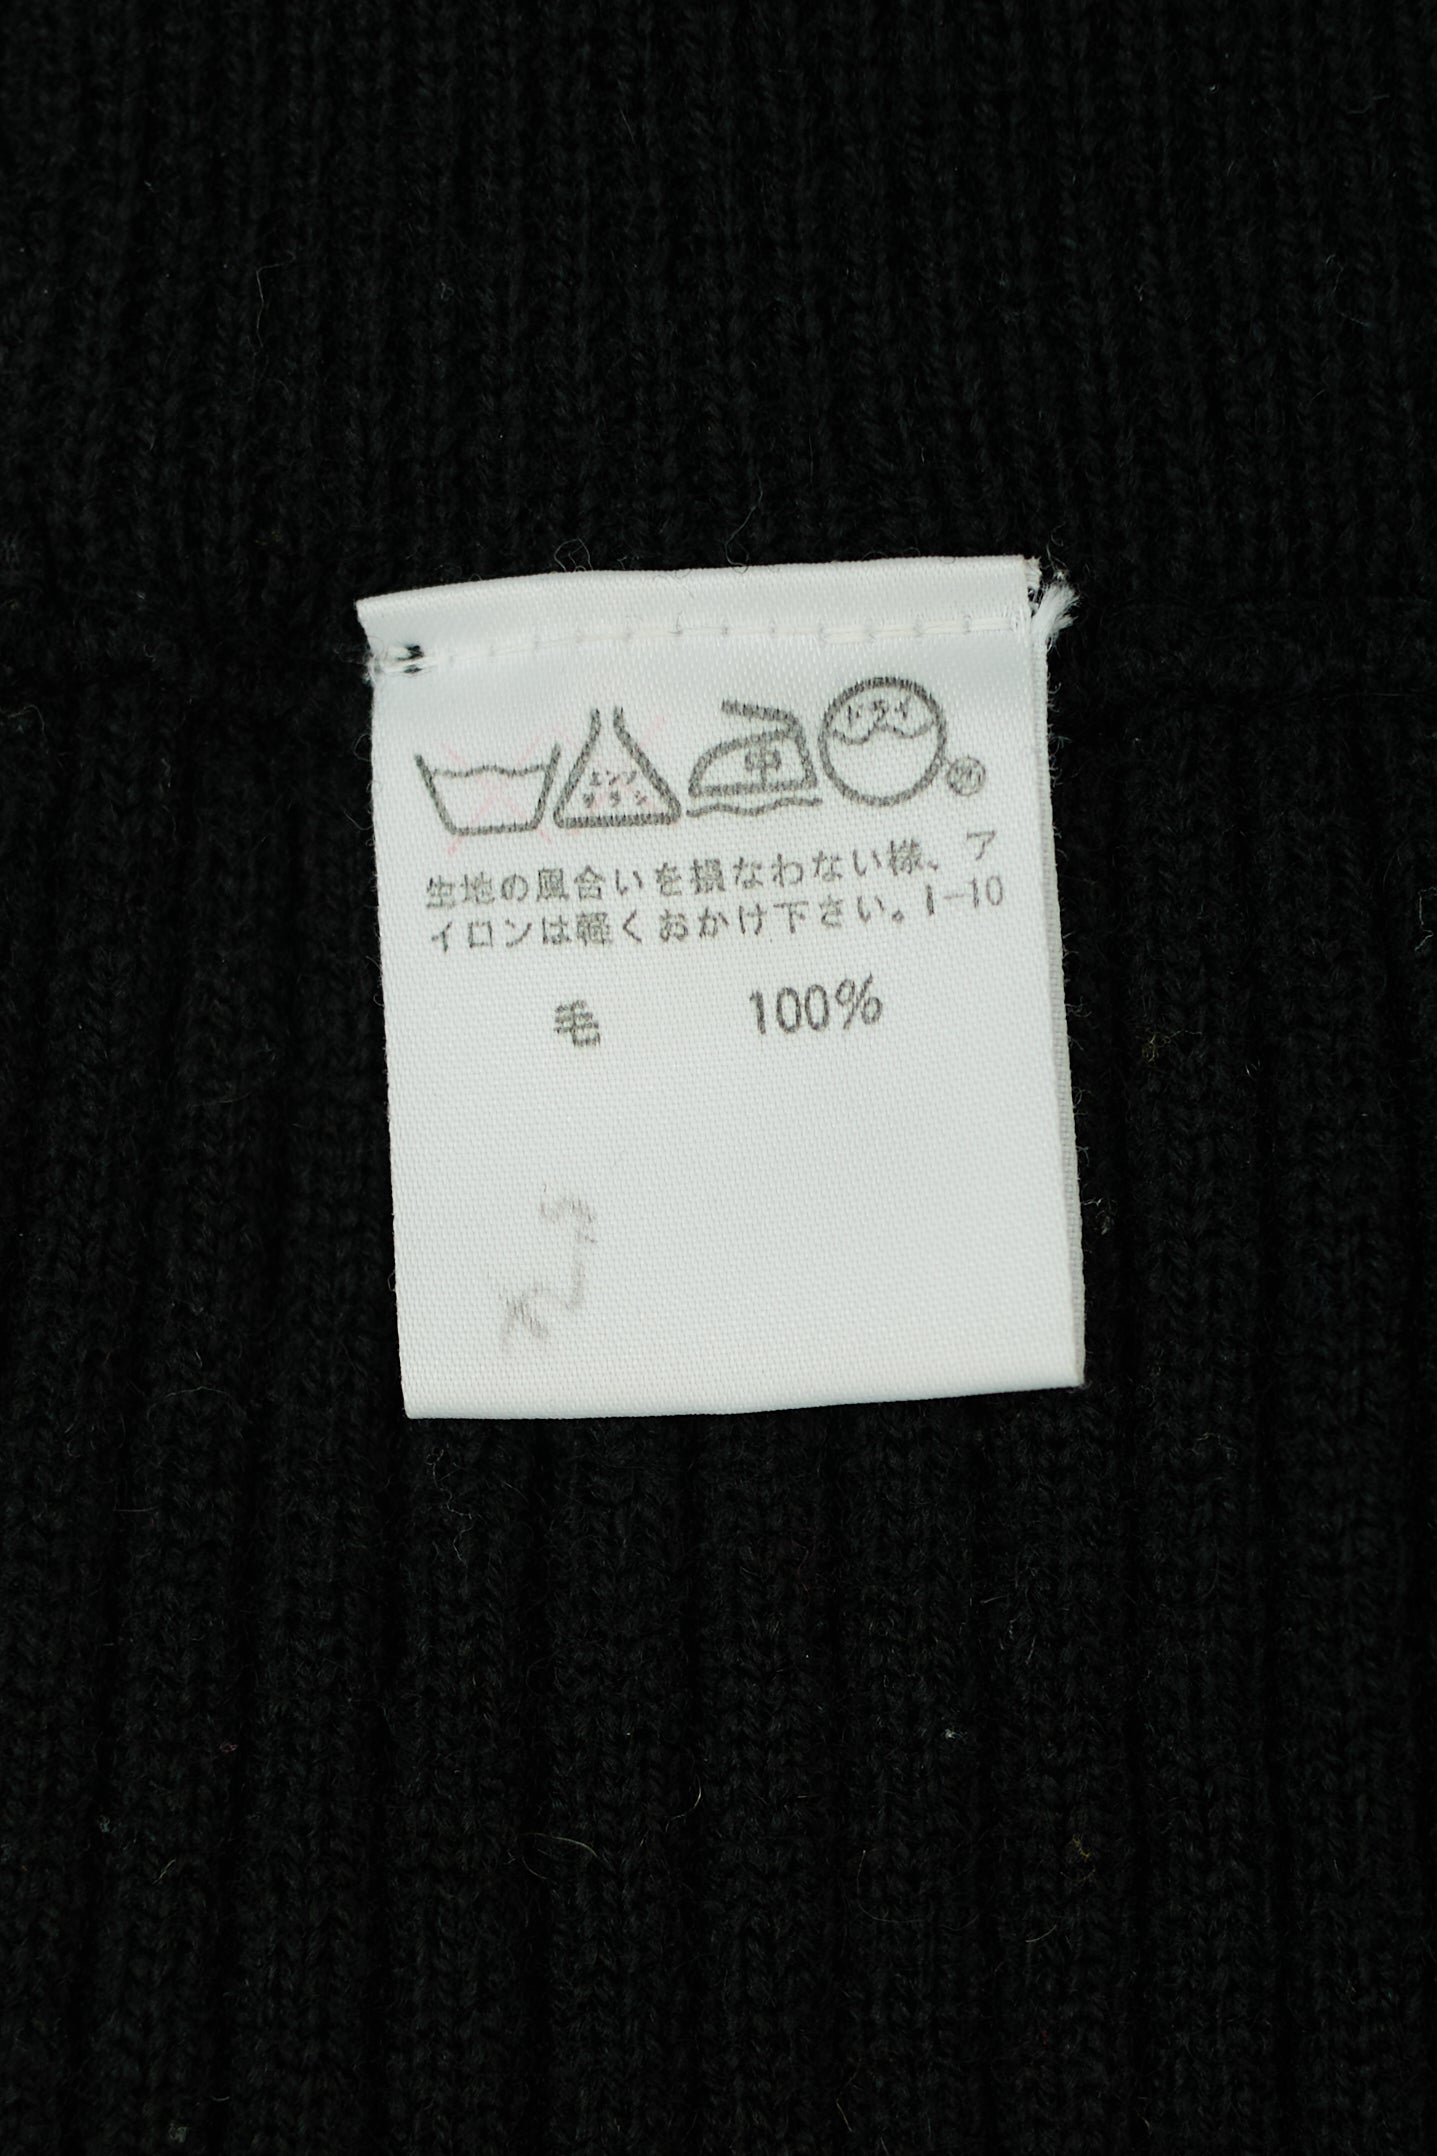 エンソ
サラシ
中
ドライ
生地の風合いを損なわない様、ア
イロンは軽くおかけ下さい。1-10
毛 100%